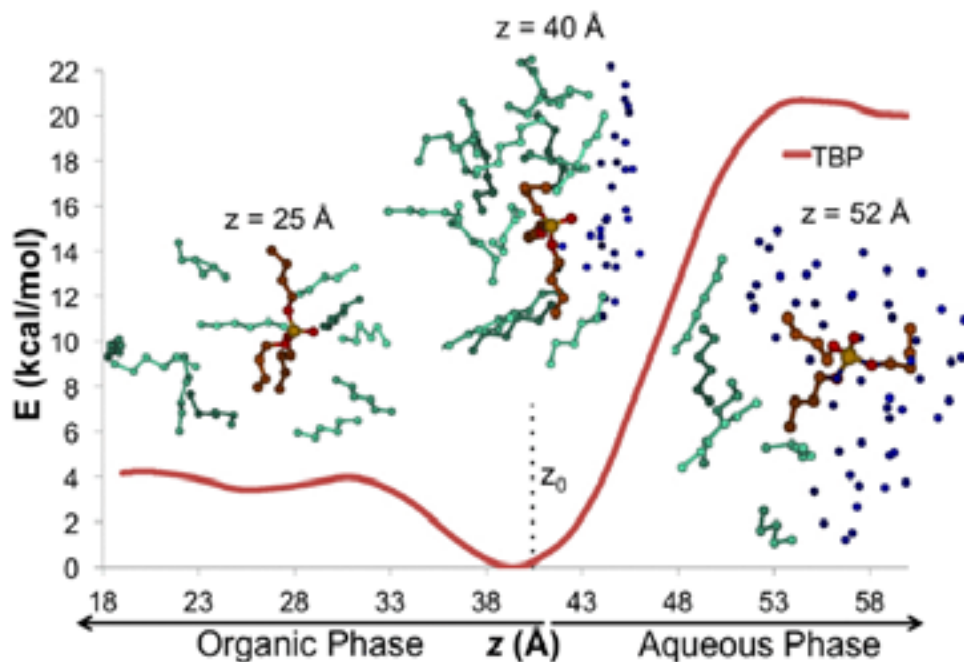 z = 40 Å
22
20
18
16
14
12
10
8
6
4
2
0
E (kcal/mol)
TBP
z = 25 Å
z = 52 Å
z₀
18 23 28 33 38 43 48 53 58
Organic Phase z (Å) Aqueous Phase